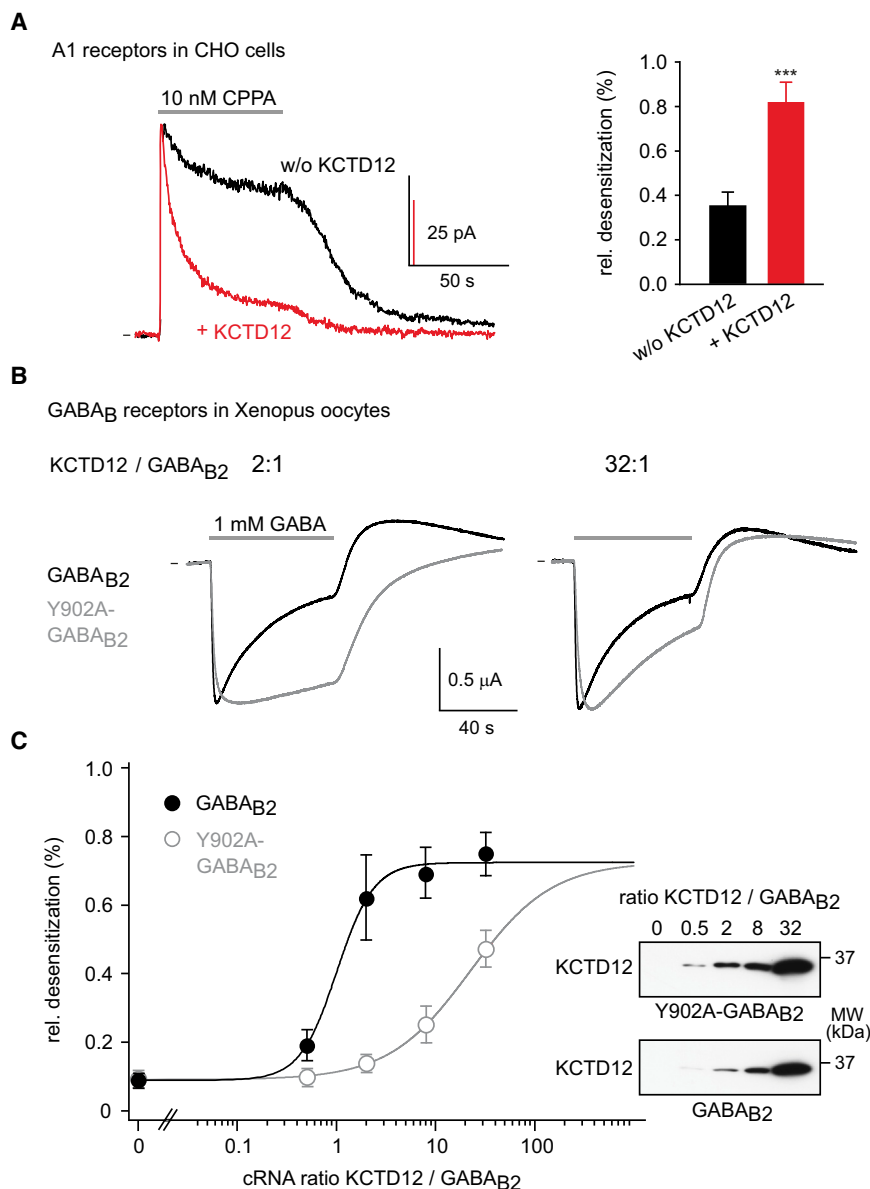 A
A1 receptors in CHO cells
10 nM CPPA
w/o KCTD12
25 pA
50 s
+ KCTD12
rel. desensitization (%)
1.0
0.8
0.6
0.4
0.2
0.0
***
w/o KCTD12
+ KCTD12
B
GABAB receptors in Xenopus oocytes
KCTD12 / GABAB2 2:1 32:1
1 mM GABA
GABAB2
Y902A-
GABAB2
0.5 μA
40 s
C
rel. desensitization (%)
1.0
0.8
0.6
0.4
0.2
0
GABAB2
Y902A-
GABAB2
0 0.1 1 10 100
cRNA ratio KCTD12 / GABAB2
ratio KCTD12 / GABAB2
0 0.5 2 8 32
KCTD12 37
Y902A-GABAB2
MW
(kDa)
KCTD12 37
GABAB2